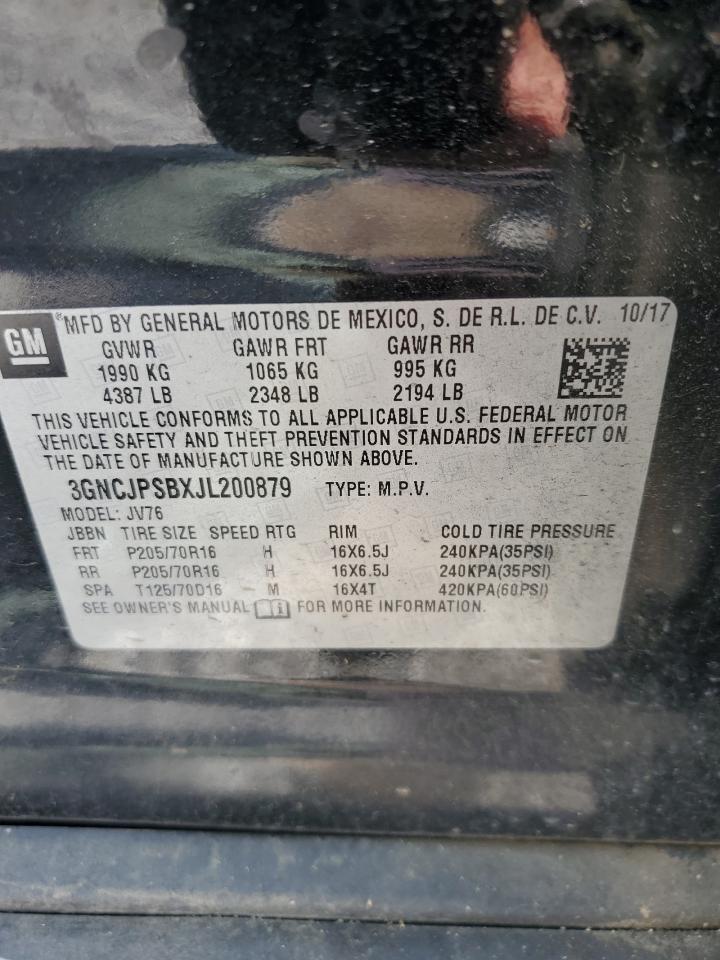 GM ®MFD BY GENERAL MOTORS DE MEXICO, S. DE R.L. DE C.V. 10/17
GVWR GAWR FRT GAWR RR
1990 KG 1065 KG 995 KG
4387 LB 2348 LB 2194 LB
THIS VEHICLE CONFORMS TO ALL APPLICABLE U.S. FEDERAL MOTOR
VEHICLE SAFETY AND THEFT PREVENTION STANDARDS IN EFFECT ON
THE DATE OF MANUFACTURE SHOWN ABOVE.
3GNCJPSBXJL200879 TYPE: M.P.V.
MODEL: JV76
JBBN TIRE SIZE SPEED RTG RIM COLD TIRE PRESSURE
FRT P205/70R16 H 16X6.5J 240KPA(35PSI)
RR P205/70R16 H 16X6.5J 240KPA(35PSI)
SPA T125/70D16 M 16X4T 420KPA(60PSI)
SEE OWNER'S MANUAL FOR MORE INFORMATION.